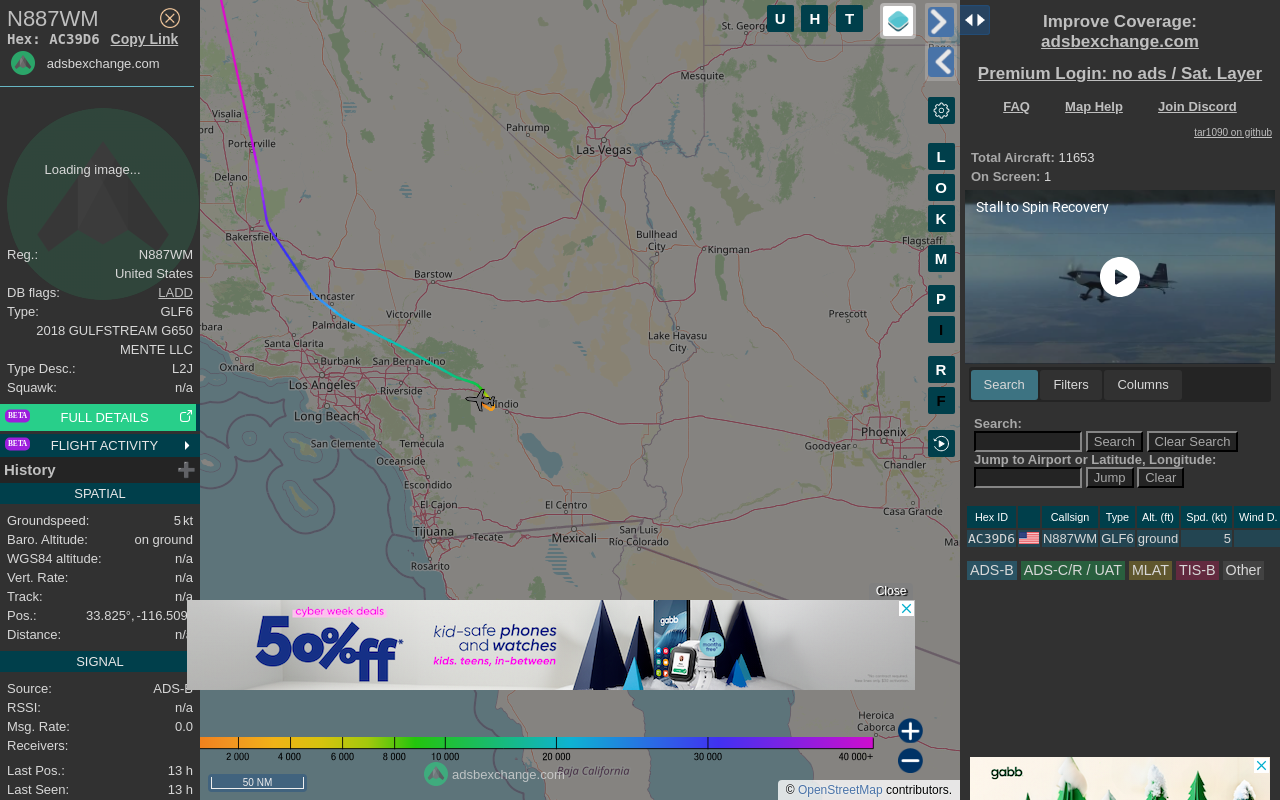 N887WM
Hex: AC39D6 Copy Link
adsbexchange.com
Loading image...
Reg.: N887WM
United States
DB flags: LADD
Type: GLF6
2018 GULFSTREAM G650
MENTE LLC
Type Desc.: L2J
Squawk: n/a
BETA FULL DETAILS
BETA FLIGHT ACTIVITY
History
SPATIAL
Groundspeed: 5 kt
Baro. Altitude: on ground
WGS84 altitude: n/a
Vert. Rate: n/a
Track: n/a
Pos.: 33.825°, -116.509
Distance: n/a
SIGNAL
Source: ADS-B
RSSI: n/a
Msg. Rate: 0.0
Receivers:
Last Pos.: 13 h
Last Seen: 13 h
U H T
St. George
Mesquite
Visalia
ord
Porterville
Pahrump
Las Vegas
Delano
Bakersfield
Bullhead
City
Kingman
Flagstaff
Barstow
Lancaster
Palmdale
Victorville
Prescott
bara
Santa Clarita
Lake Havasu
City
Oxnard
Burbank
San Bernardino
Los Angeles
Riverside
Indio
Long Beach
Phoenix
San Clemente
Temecula
Goodyear
Oceanside
Chandler
Escondido
El Cajon
El Centro
Casa Grande
Tijuana
Tecate
Mexicali
San Luis
Río Colorado
Ma
Rosarito
L
O
K
M
P
I
R
F
Close
cyber week deals
50% off*
kid-safe phones
and watches
kids. teens, in-between
gabb
+3
months
free
Heroica
Caborca
2 000 4 000 6 000 8 000 10 000 20 000 30 000 40 000+
adsbexchange.com
Baja California
50 NM
© OpenStreetMap contributors.
Improve Coverage:
adsbexchange.com
Premium Login: no ads / Sat. Layer
FAQ Map Help Join Discord
tar1090 on github
Total Aircraft: 11653
On Screen: 1
Stall to Spin Recovery
Search Filters Columns
Search:
Search Clear Search
Jump to Airport or Latitude, Longitude:
Jump Clear
Hex ID Callsign Type Alt. (ft) Spd. (kt) Wind D.
AC39D6 N887WM GLF6 ground 5
ADS-B ADS-C/R / UAT MLAT TIS-B Other
gabb